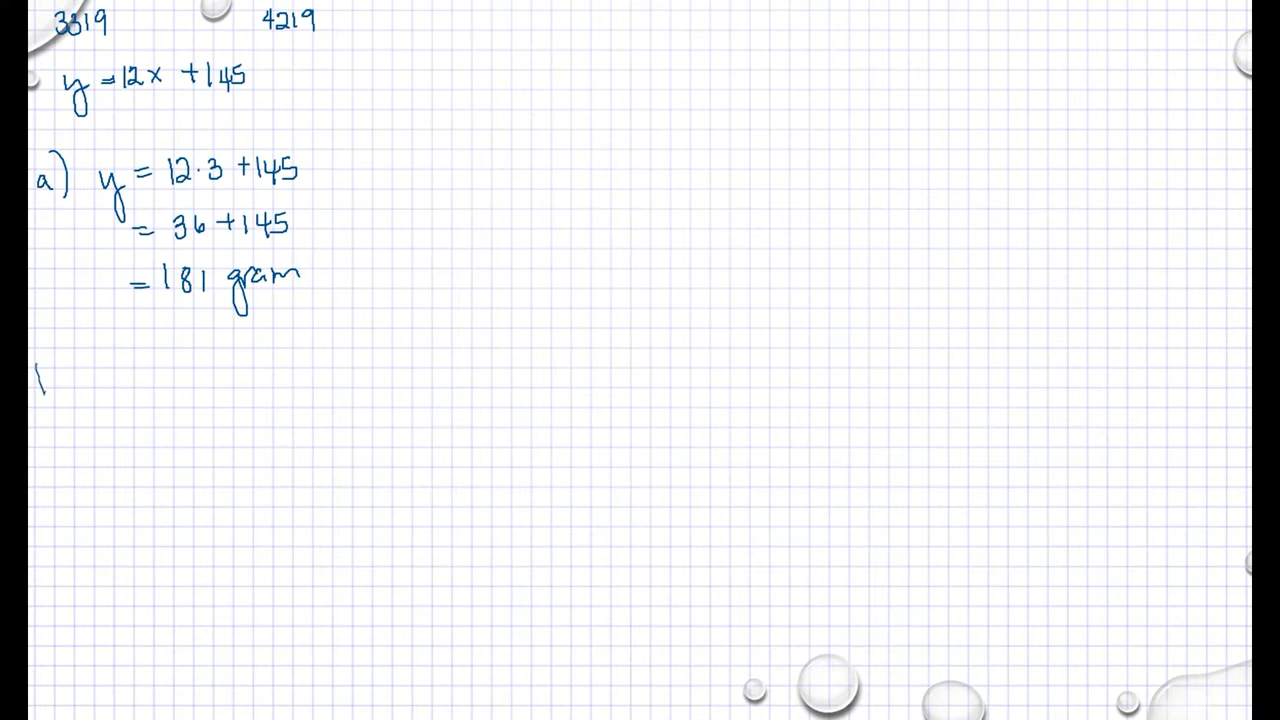 3319 4219
y = 12x + 145
a) y = 12.3 + 145
= 36 + 145
= 181 gram